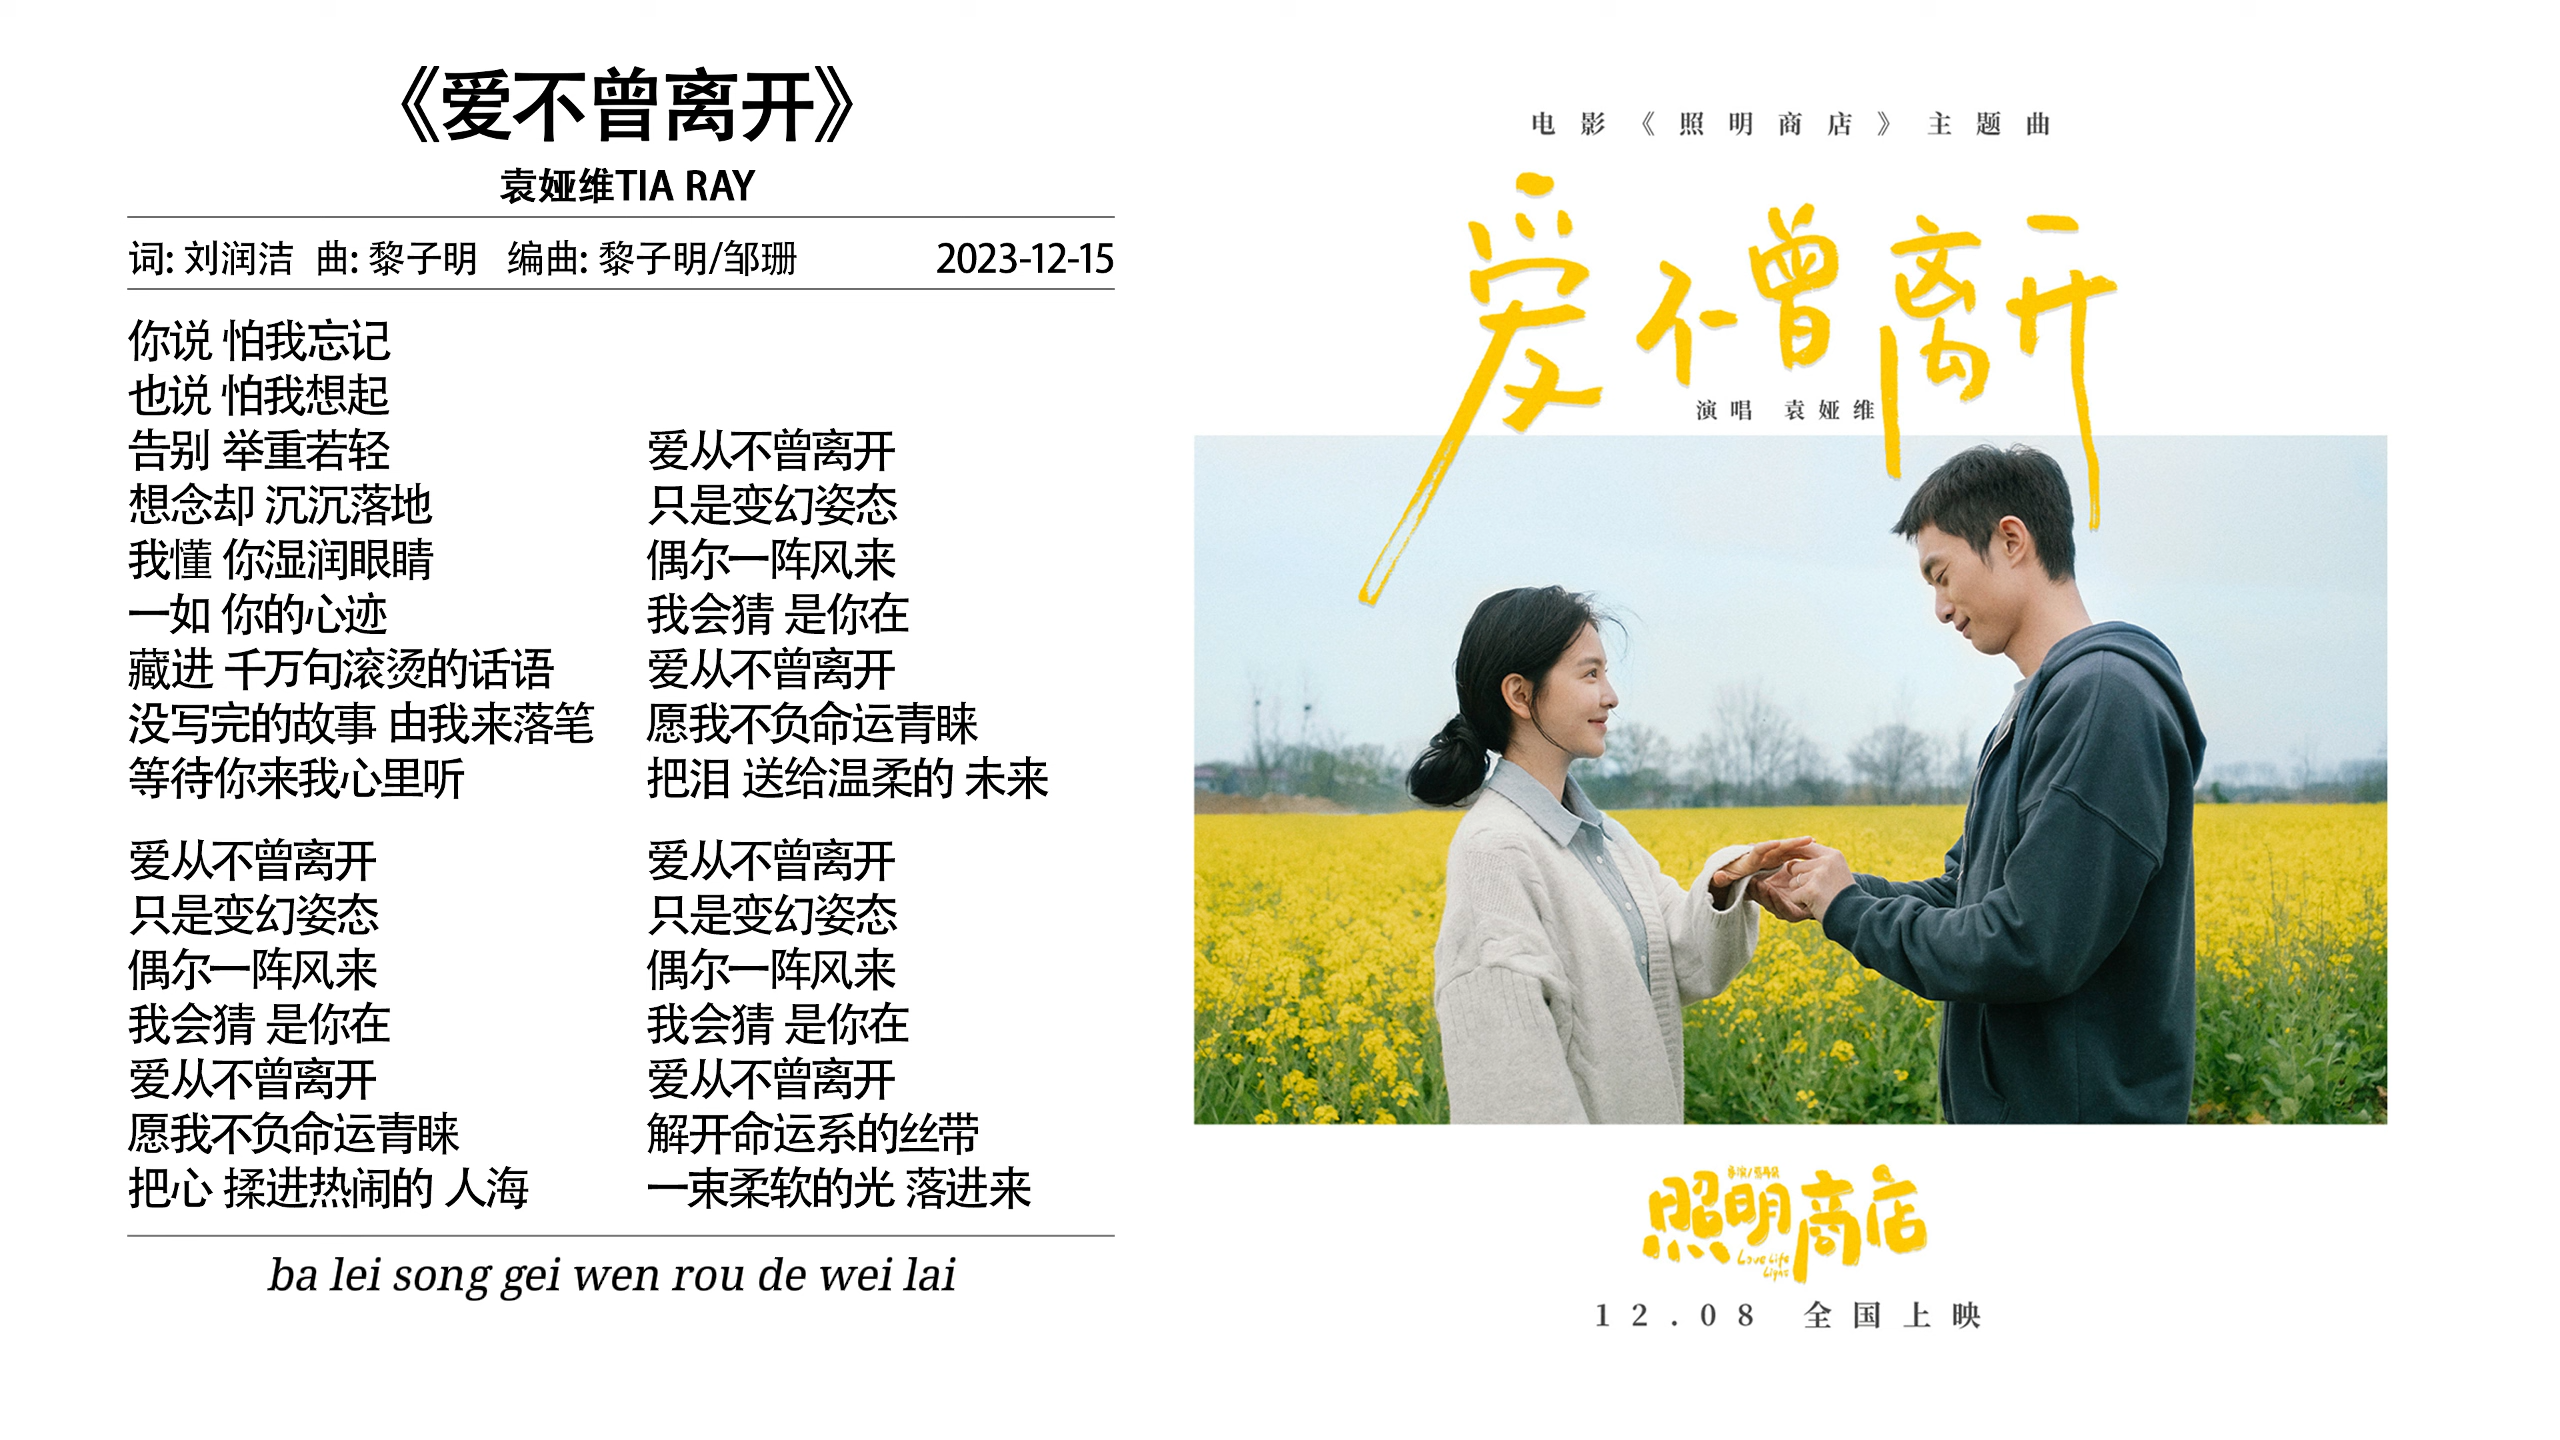 《爱不曾离开》
袁娅维TIA RAY
词: 刘润洁 曲: 黎子明 编曲: 黎子明/邹珊 2023-12-15
你说 怕我忘记
也说 怕我想起
告别 举重若轻
想念却 沉沉落地
我懂 你湿润眼睛
一如 你的心迹
藏进 千万句滚烫的话语
没写完的故事 由我来落笔
等待你来我心里听
爱从不曾离开
只是变幻姿态
偶尔一阵风来
我会猜 是你在
爱从不曾离开
愿我不负命运青睐
把心 揉进热闹的 人海
爱从不曾离开
只是变幻姿态
偶尔一阵风来
我会猜 是你在
爱从不曾离开
愿我不负命运青睐
把泪 送给温柔的 未来
爱从不曾离开
只是变幻姿态
偶尔一阵风来
我会猜 是你在
爱从不曾离开
解开命运系的丝带
一束柔软的光 落进来
ba lei song gei wen rou de wei lai
电影《照明商店》主题曲
爱不曾离开
演唱 袁娅维
照明商店
Love Life
Light
12.08 全国上映